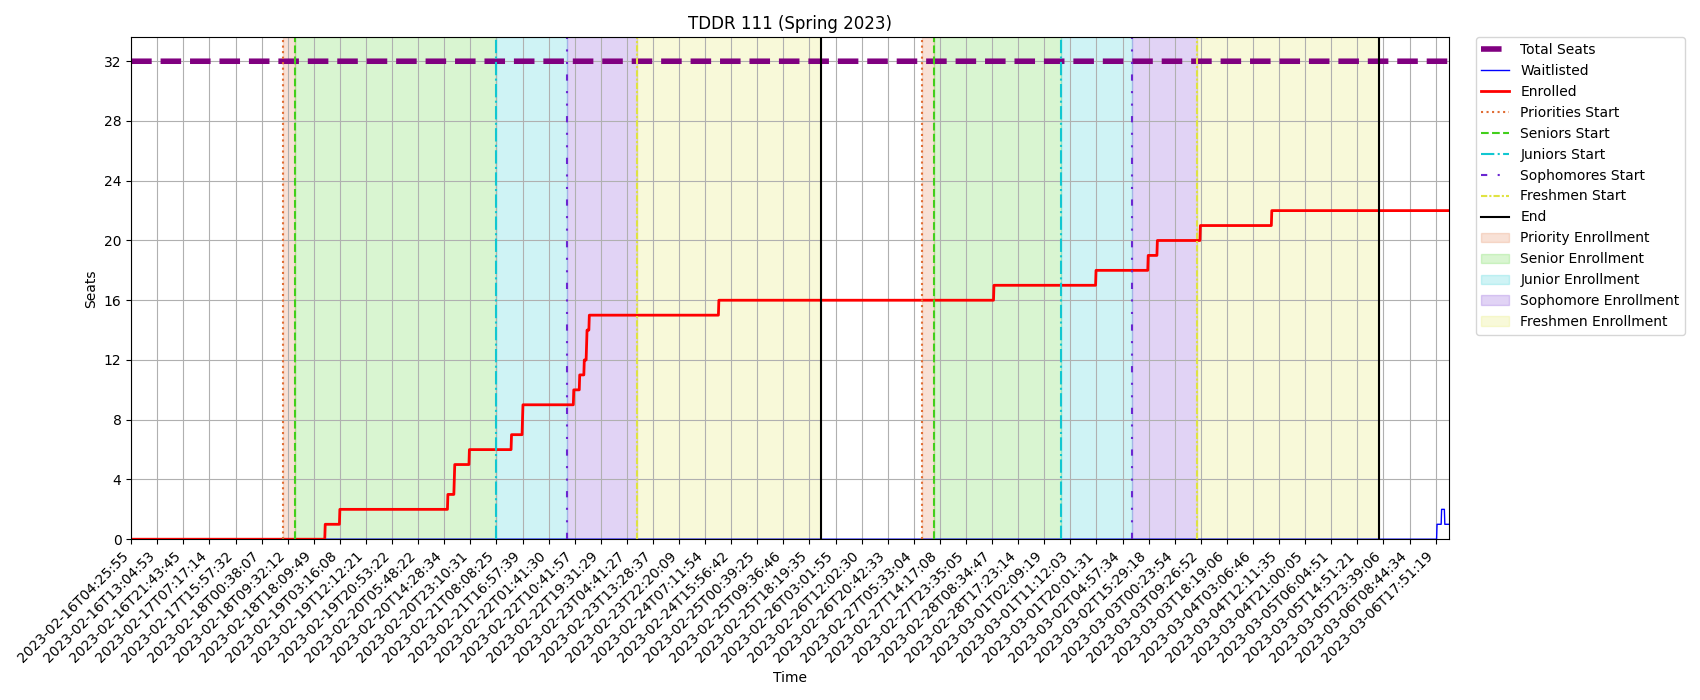 TDDR 111 (Spring 2023)
Seats
32
28
24
20
16
12
8
4
0
2023-02-16T04:25:55
2023-02-16T13:04:53
2023-02-16T21:43:45
2023-02-17T07:17:14
2023-02-17T15:57:32
2023-02-18T00:38:07
2023-02-18T09:32:12
2023-02-18T18:09:49
2023-02-19T03:16:08
2023-02-19T12:12:21
2023-02-19T20:53:22
2023-02-20T05:48:22
2023-02-20T14:28:34
2023-02-20T23:10:31
2023-02-21T08:08:25
2023-02-21T16:57:39
2023-02-22T01:41:30
2023-02-22T10:41:57
2023-02-22T19:31:29
2023-02-23T04:41:27
2023-02-23T13:28:37
2023-02-23T22:20:09
2023-02-24T07:11:54
2023-02-24T15:56:42
2023-02-25T00:39:25
2023-02-25T09:36:46
2023-02-25T18:19:35
2023-02-26T03:01:55
2023-02-26T12:02:30
2023-02-26T20:42:33
2023-02-27T05:33:04
2023-02-27T14:17:08
2023-02-27T23:35:05
2023-02-28T08:34:47
2023-02-28T17:23:14
2023-03-01T02:09:19
2023-03-01T11:12:03
2023-03-01T20:01:31
2023-03-02T04:57:34
2023-03-02T15:29:18
2023-03-03T00:23:54
2023-03-03T09:26:52
2023-03-03T18:19:06
2023-03-04T03:06:46
2023-03-04T12:11:35
2023-03-04T21:00:05
2023-03-05T06:04:51
2023-03-05T14:51:21
2023-03-05T23:39:06
2023-03-06T08:44:34
2023-03-06T17:51:19
Time
Total Seats
Waitlisted
Enrolled
Priorities Start
Seniors Start
Juniors Start
Sophomores Start
Freshmen Start
End
Priority Enrollment
Senior Enrollment
Junior Enrollment
Sophomore Enrollment
Freshmen Enrollment